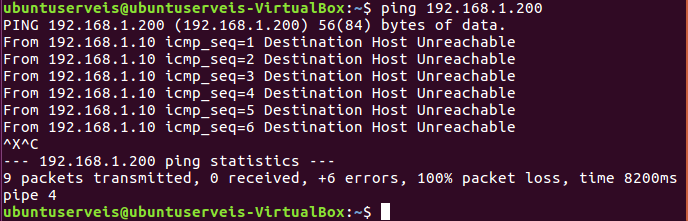 ubuntuserveis@ubuntuserveis-VirtualBox:~$ ping 192.168.1.200
PING 192.168.1.200 (192.168.1.200) 56(84) bytes of data.
From 192.168.1.10 icmp_seq=1 Destination Host Unreachable
From 192.168.1.10 icmp_seq=2 Destination Host Unreachable
From 192.168.1.10 icmp_seq=3 Destination Host Unreachable
From 192.168.1.10 icmp_seq=4 Destination Host Unreachable
From 192.168.1.10 icmp_seq=5 Destination Host Unreachable
From 192.168.1.10 icmp_seq=6 Destination Host Unreachable
^X^C
--- 192.168.1.200 ping statistics ---
9 packets transmitted, 0 received, +6 errors, 100% packet loss, time 8200ms
pipe 4
ubuntuserveis@ubuntuserveis-VirtualBox:~$